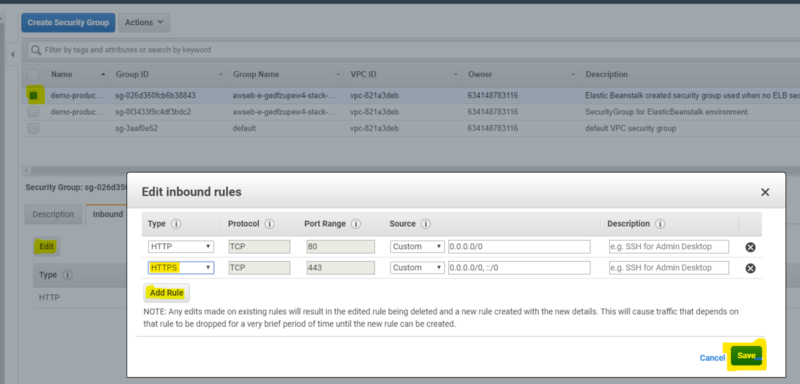 Create Security Group Actions
Filter by tags and attributes or search by keyword
Name Group ID Group Name VPC ID Owner Description
demo-produc... sg-026d350fcb6b38843 awseb-e-gedfzupew4-stack-... vpc-821a3deb 634148783116 Elastic Beanstalk created security group used when no ELB sec
demo-produc... sg-0f3433f9c4df3bdc2 awseb-e-gedfzupew4-stack-... vpc-821a3deb 634148783116 SecurityGroup for ElasticBeanstalk environment.
sg-3aaf0e52 default vpc-821a3deb 634148783116 default VPC security group
Security Group: sg-026d350
Description Inbound
Edit
Type
HTTP
Edit inbound rules
Type Protocol Port Range Source Description
HTTP TCP 80 Custom 0.0.0.0/0 e.g. SSH for Admin Desktop
HTTPS TCP 443 Custom 0.0.0.0/0, ::/0 e.g. SSH for Admin Desktop
Add Rule
NOTE: Any edits made on existing rules will result in the edited rule being deleted and a new rule created with the new details. This will cause traffic that depends on
that rule to be dropped for a very brief period of time until the new rule can be created.
Cancel Save